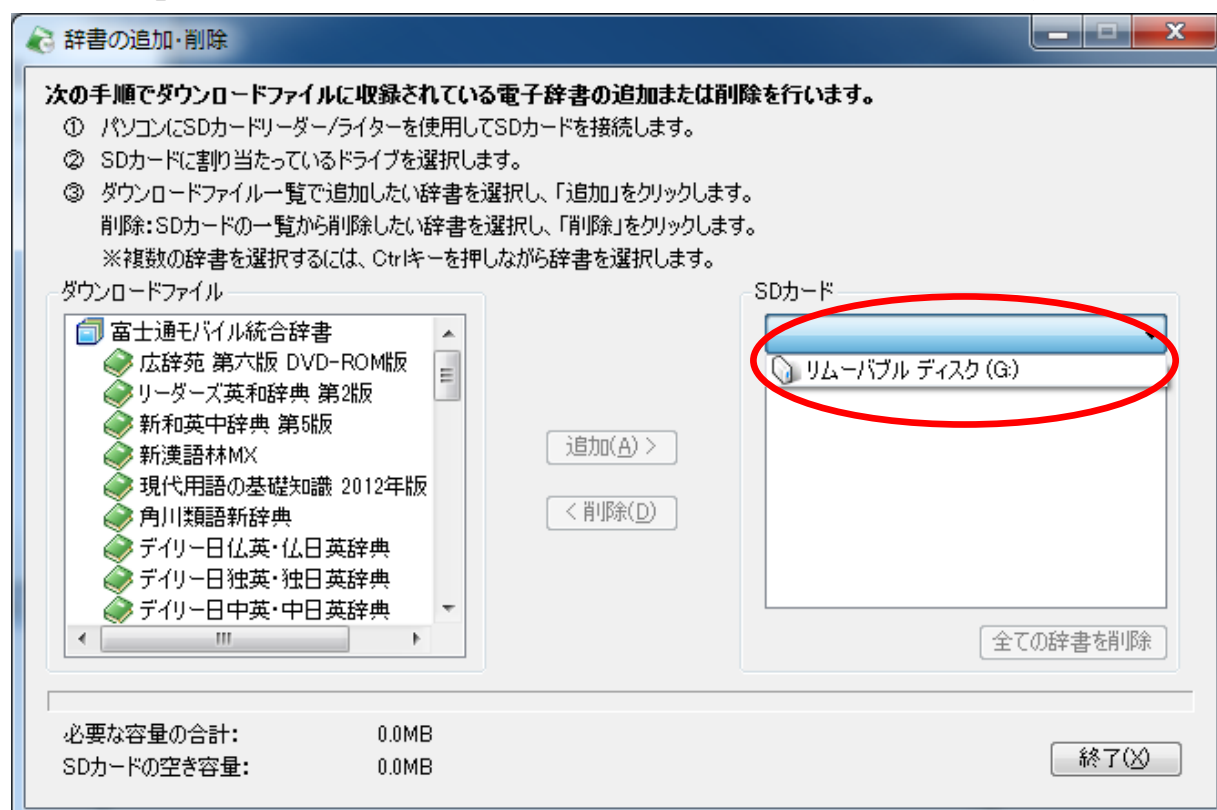 辞書の追加・削除
次の手順でダウンロードファイルに収録されている電子辞書の追加または削除を行います。
① パソコンにSDカードリーダー/ライターを使用してSDカードを接続します。
② SDカードに割り当たっているドライブを選択します。
③ ダウンロードファイル一覧で追加したい辞書を選択し、「追加」をクリックします。
削除:SDカードの一覧から削除したい辞書を選択し、「削除」をクリックします。
※複数の辞書を選択するには、Ctrlキーを押しながら辞書を選択します。
ダウンロードファイル
富士通モバイル統合辞書
広辞苑 第六版 DVD-ROM版
リーダーズ英和辞典 第2版
新和英中辞典 第5版
新漢語林MX
現代用語の基礎知識 2012年版
角川類語新辞典
デイリー日仏英・仏日英辞典
デイリー日独英・独日英辞典
デイリー日中英・中日英辞典
追加(A) >
< 削除(D)
SDカード
リムーバブル ディスク (G:)
全ての辞書を削除
必要な容量の合計: 0.0MB
SDカードの空き容量: 0.0MB
終了(X)